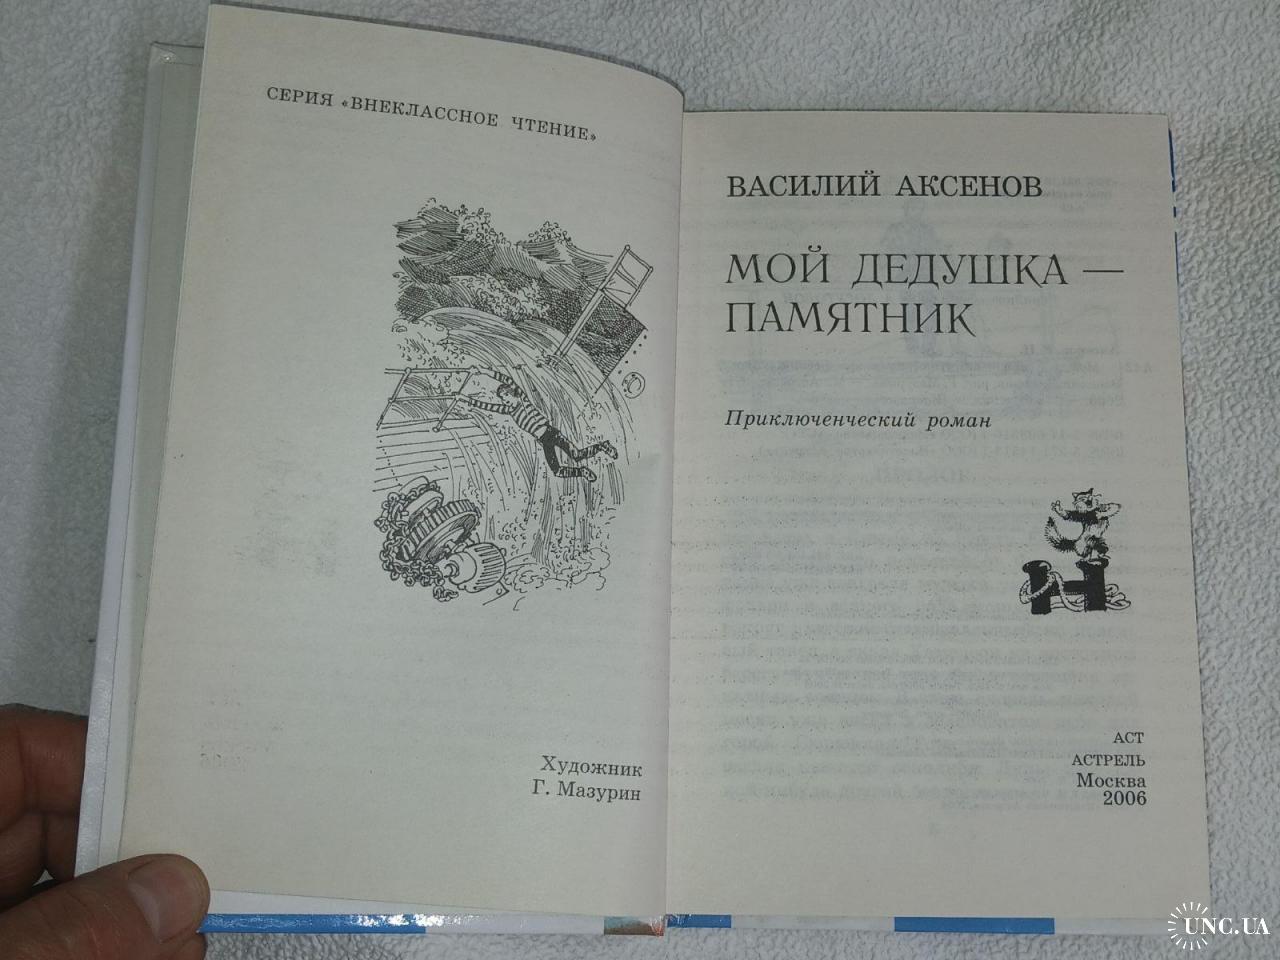 СЕРИЯ «ВНЕКЛАССНОЕ ЧТЕНИЕ»
Художник
Г. Мазурин
ВАСИЛИЙ АКСЕНОВ
МОЙ ДЕДУШКА —
ПАМЯТНИК
Приключенческий роман
АСТ
АСТРЕЛЬ
Москва
2006
UNC.UA